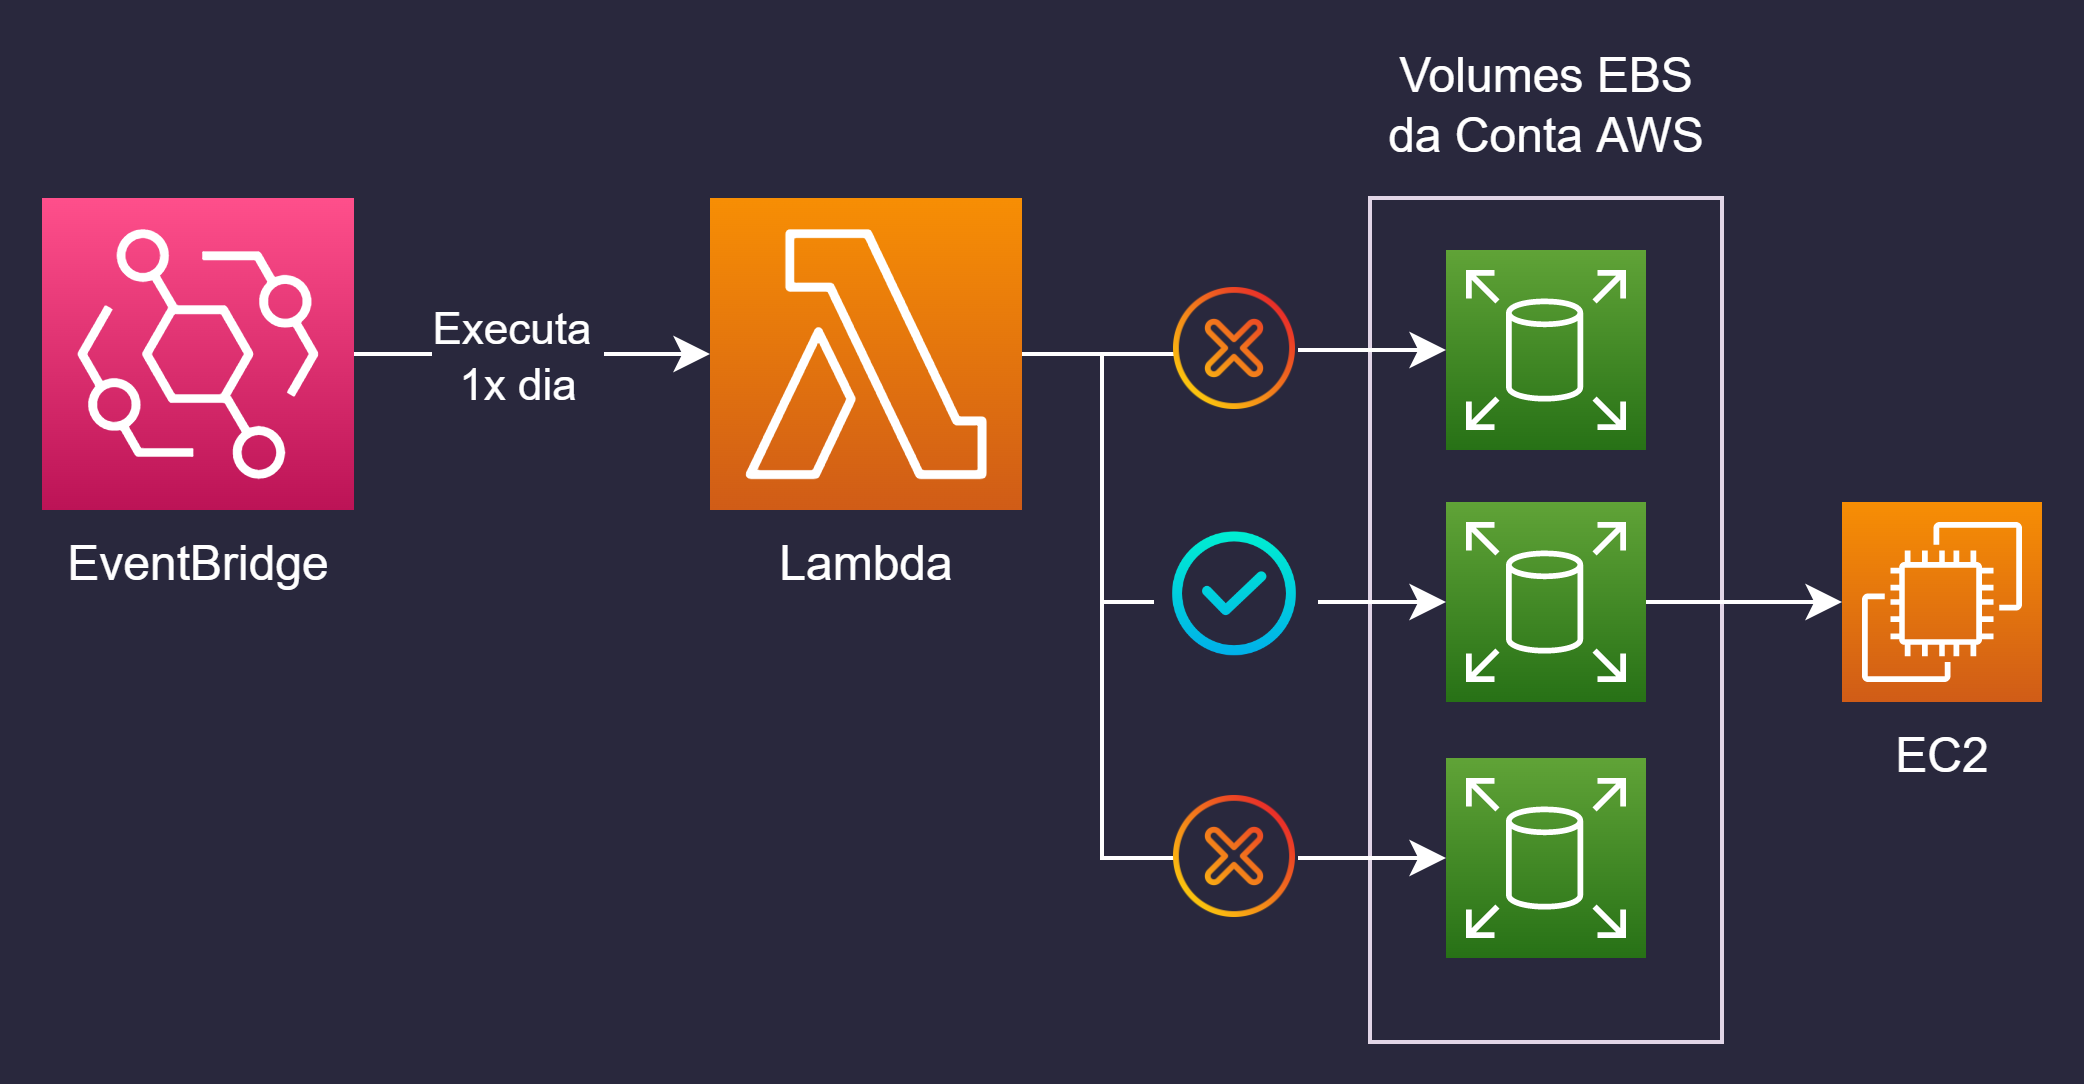 Volumes EBS
da Conta AWS
Executa
1x dia
EventBridge
Lambda
EC2